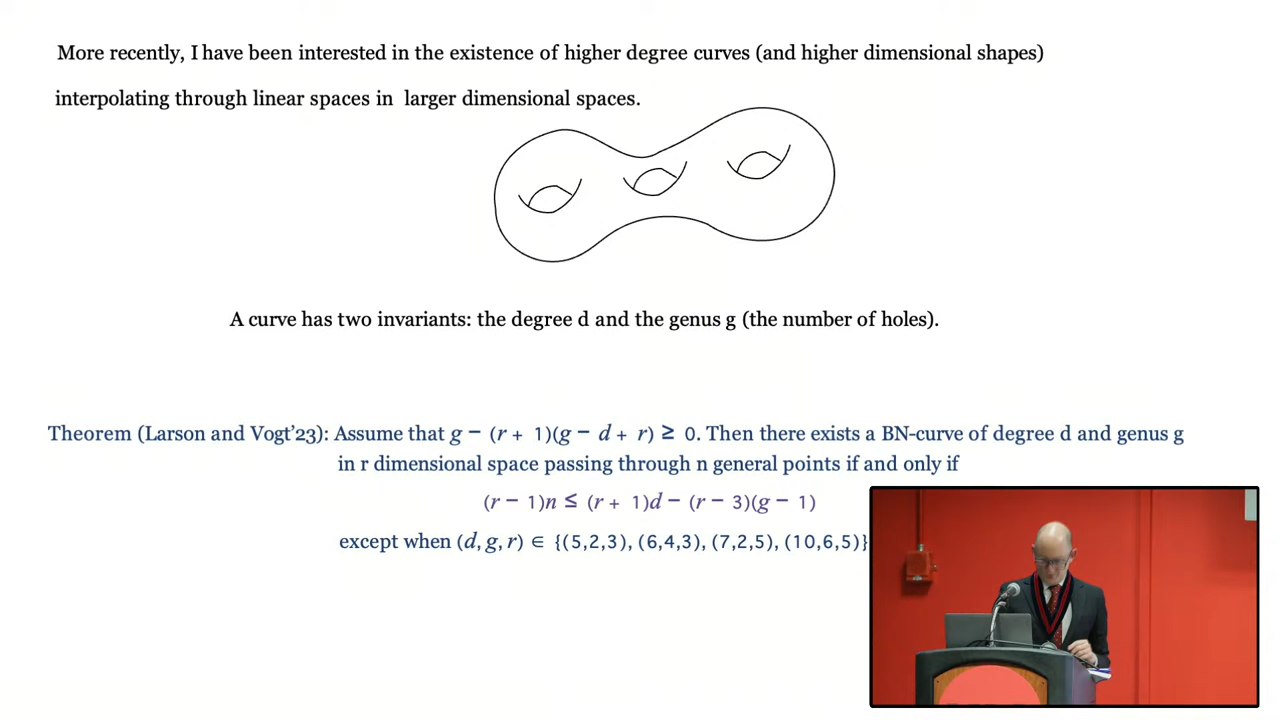 More recently, I have been interested in the existence of higher degree curves (and higher dimensional shapes)
interpolating through linear spaces in larger dimensional spaces.
A curve has two invariants: the degree d and the genus g (the number of holes).
Theorem (Larson and Vogt'23): Assume that g − (r + 1)(g − d + r) ≥ 0. Then there exists a BN-curve of degree d and genus g
in r dimensional space passing through n general points if and only if
(r − 1)n ≤ (r + 1)d − (r − 3)(g − 1)
except when (d, g, r) ∈ {(5,2,3), (6,4,3), (7,2,5), (10,6,5)}